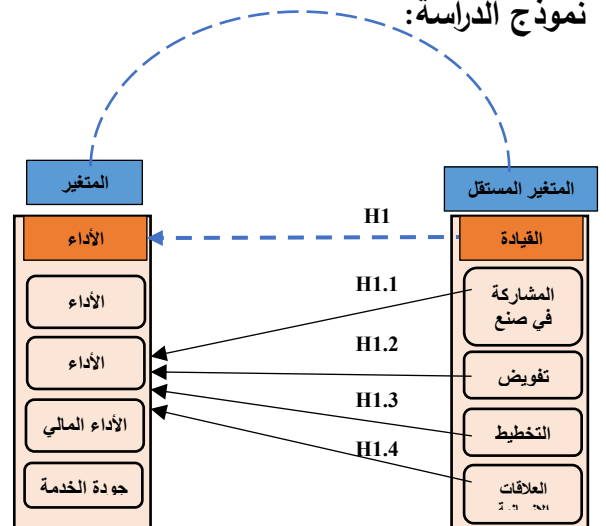 نموذج الدراسة:
المتغير المستقل
المتغير
القيادة
H1
الأداء
المشاركة
في صنع
H1.1
الأداء
تفويض
H1.2
الأداء
التخطيط
H1.3
الأداء المالي
العلاقات
الإنسانية
H1.4
جودة الخدمة